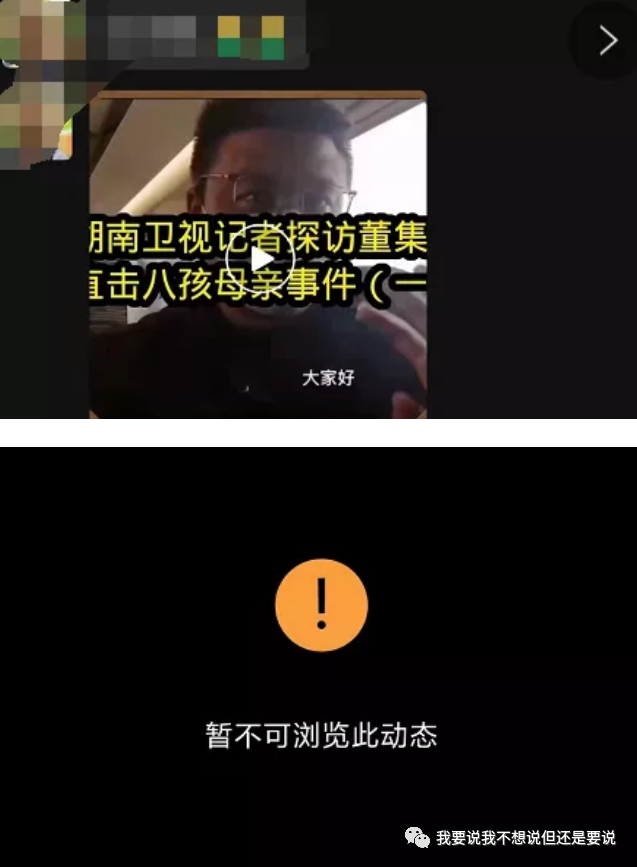 湖南卫视记者探访董集
直击八孩母亲事件(一
大家好
暂不可浏览此动态
我要说我不想说但还是要说